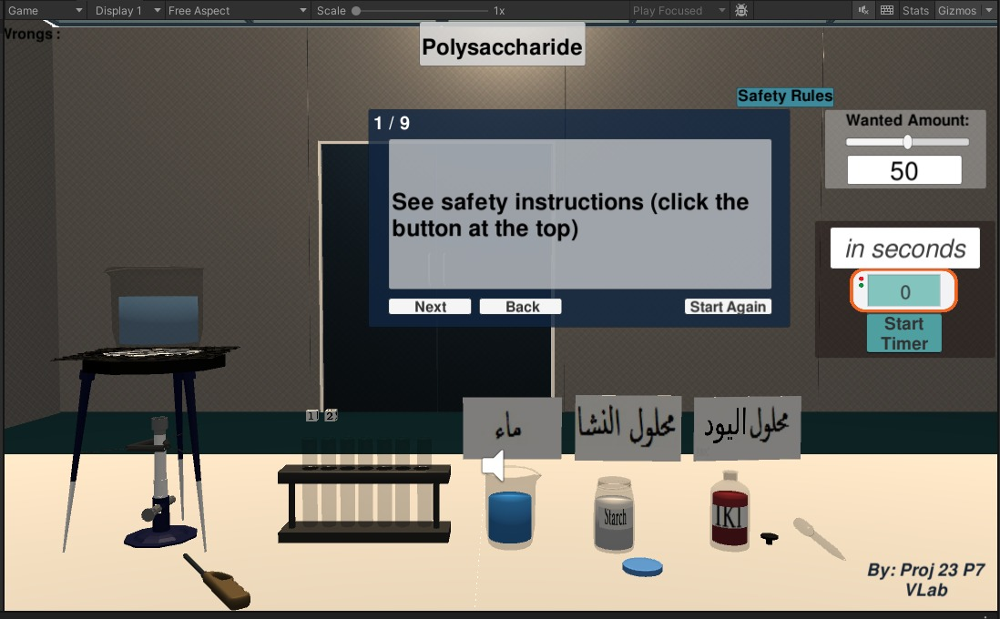 Game Display 1 Free Aspect Scale 1x Play Focused Stats Gizmos
Wrongs :
Polysaccharide
Safety Rules
1 / 9
Wanted Amount:
50
See safety instructions (click the
button at the top)
in seconds
0
Next Back Start Again
Start
Timer
1 2
ماء
محلول النشا
محلول اليود
Starch
IKI
By: Proj 23 P7
VLab